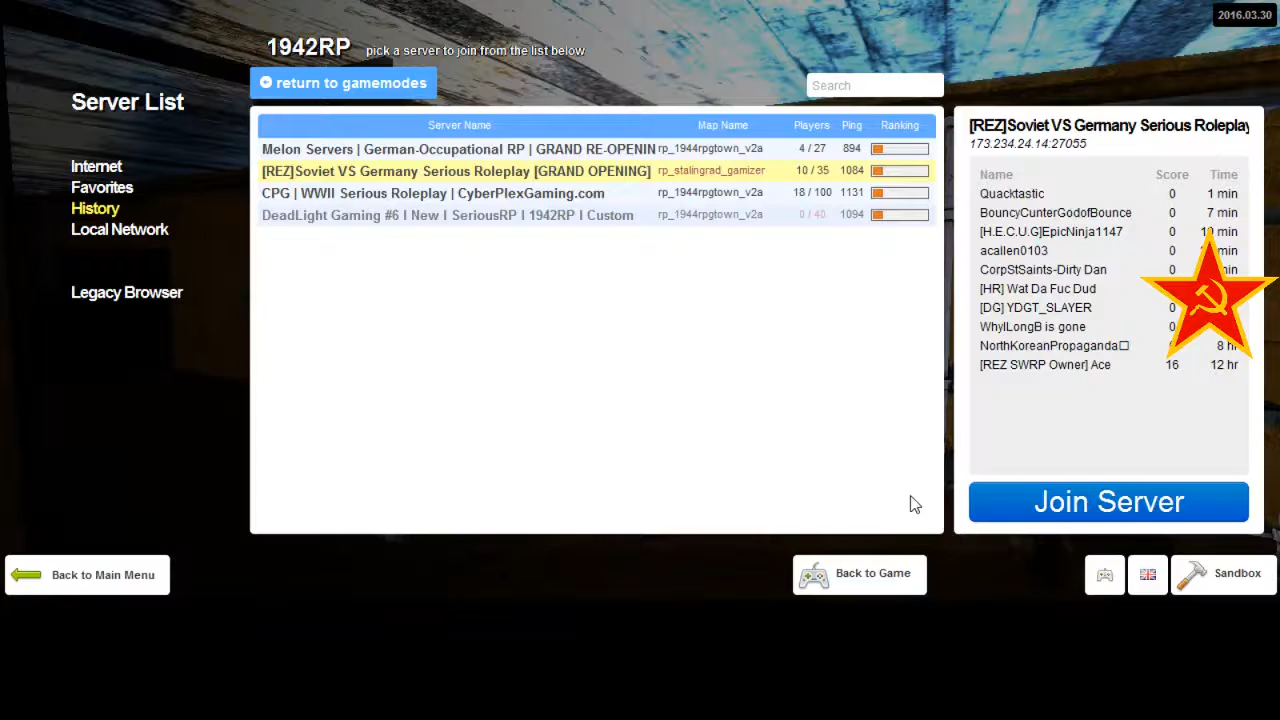 2016.03.30
1942RP pick a server to join from the list below
return to gamemodes
Search
Server List
Internet
Favorites
History
Local Network
Legacy Browser
Server Name Map Name Players Ping Ranking
Melon Servers | German-Occupational RP | GRAND RE-OPENIN rp_1944rpgtown_v2a 4 / 27 894
[REZ]Soviet VS Germany Serious Roleplay [GRAND OPENING] rp_stalingrad_gamizer 10 / 35 1084
CPG | WWII Serious Roleplay | CyberPlexGaming.com rp_1944rpgtown_v2a 18 / 100 1131
DeadLight Gaming #6 I New I SeriousRP I 1942RP I Custom rp_1944rpgtown_v2a 0 / 40 1094
[REZ]Soviet VS Germany Serious Roleplay
173.234.24.14:27055
Name Score Time
Quacktastic 0 1 min
BouncyCunterGodofBounce 0 7 min
[H.E.C.U.G]EpicNinja1147 0 min
acallen0103 0 min
CorpStSaints-Dirty Dan 0 min
[HR] Wat Da Fuc Dud
[DG] YDGT_SLAYER 0
WhyILongB is gone 0
NorthKoreanPropaganda□ 8 hr
[REZ SWRP Owner] Ace 16 12 hr
Join Server
Back to Main Menu
Back to Game
Sandbox